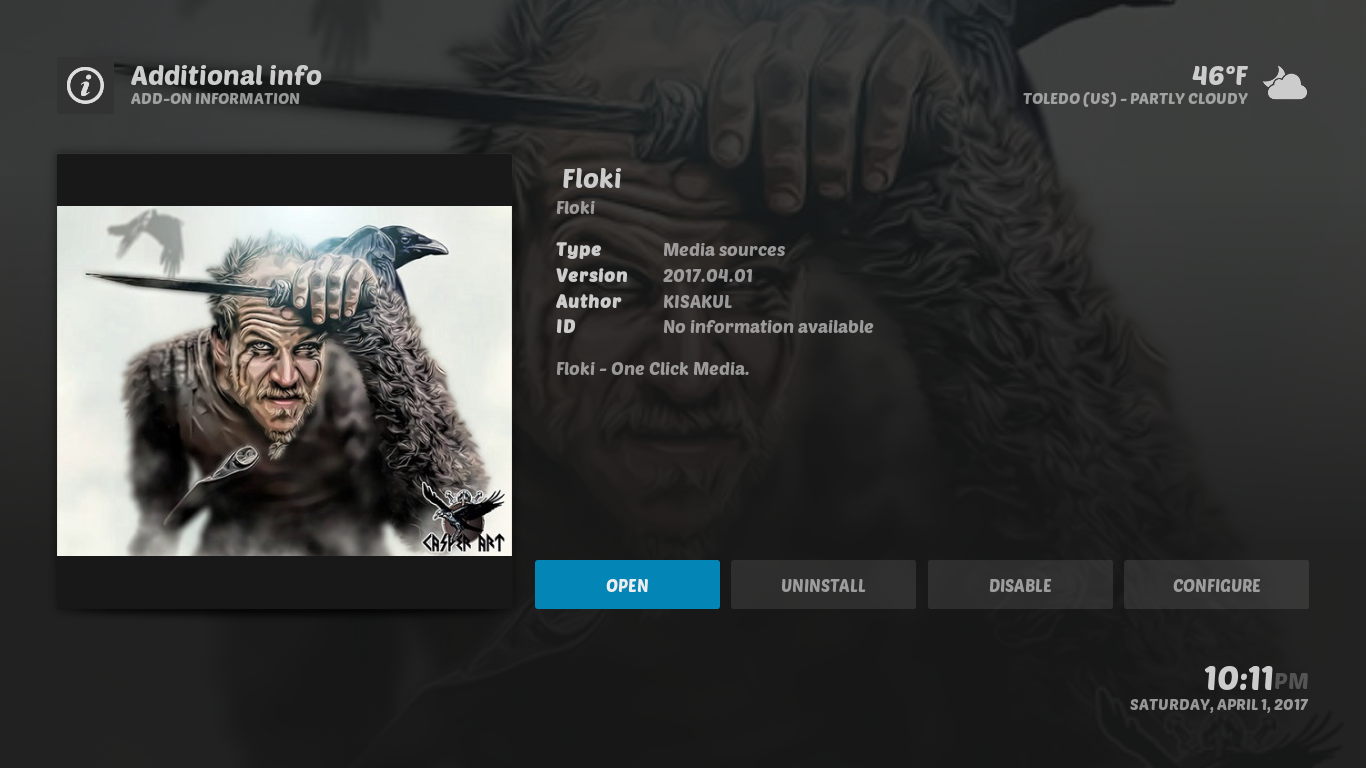 Additional info
ADD-ON INFORMATION
46°F
TOLEDO (US) - PARTLY CLOUDY
Floki
Floki
Type Media sources
Version 2017.04.01
Author KISAKUL
ID No information available
Floki - One Click Media.
CASPER ART
OPEN
UNINSTALL
DISABLE
CONFIGURE
10:11PM
SATURDAY, APRIL 1, 2017